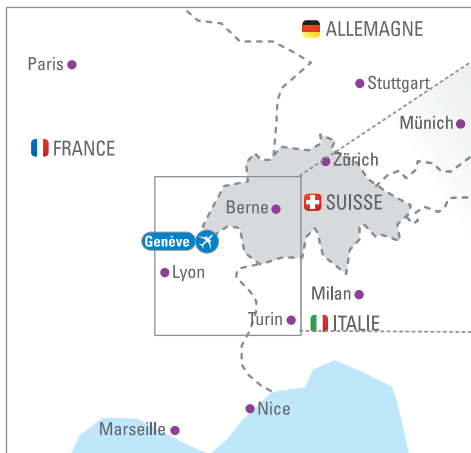 ALLEMAGNE
Paris
Stuttgart
Münich
FRANCE
Zürich
SUISSE
Berne
Genève
Lyon
Milan
Turin
ITALIE
Nice
Marseille